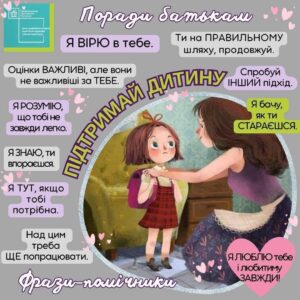 Поради батькам
Я ВІРЮ в тебе.
Ти на ПРАВИЛЬНОМУ
шляху, продовжуй.
Оцінки ВАЖЛИВІ, але вони
не важливіші за ТЕБЕ.
Спробуй
ІНШИЙ підхід.
ПІДТРИМАЙ ДИТИНУ
Я РОЗУМІЮ,
що тобі не
завжди легко.
Я бачу,
як ти
СТАРАЄШСЯ.
Я ЗНАЮ, ти
впораєшся.
Я ТУТ, якщо
тобі
потрібна.
Над цим
треба
ЩЕ попрацювати.
Я ЛЮБЛЮ тебе
і любитиму
ЗАВЖДИ!
Фрази-помічники